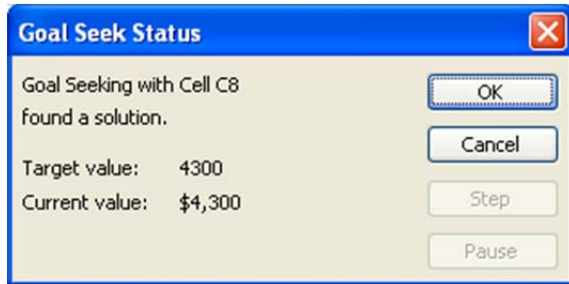 Goal Seek Status
Goal Seeking with Cell C8
found a solution.
Target value: 4300
Current value: $4,300
OK
Cancel
Step
Pause